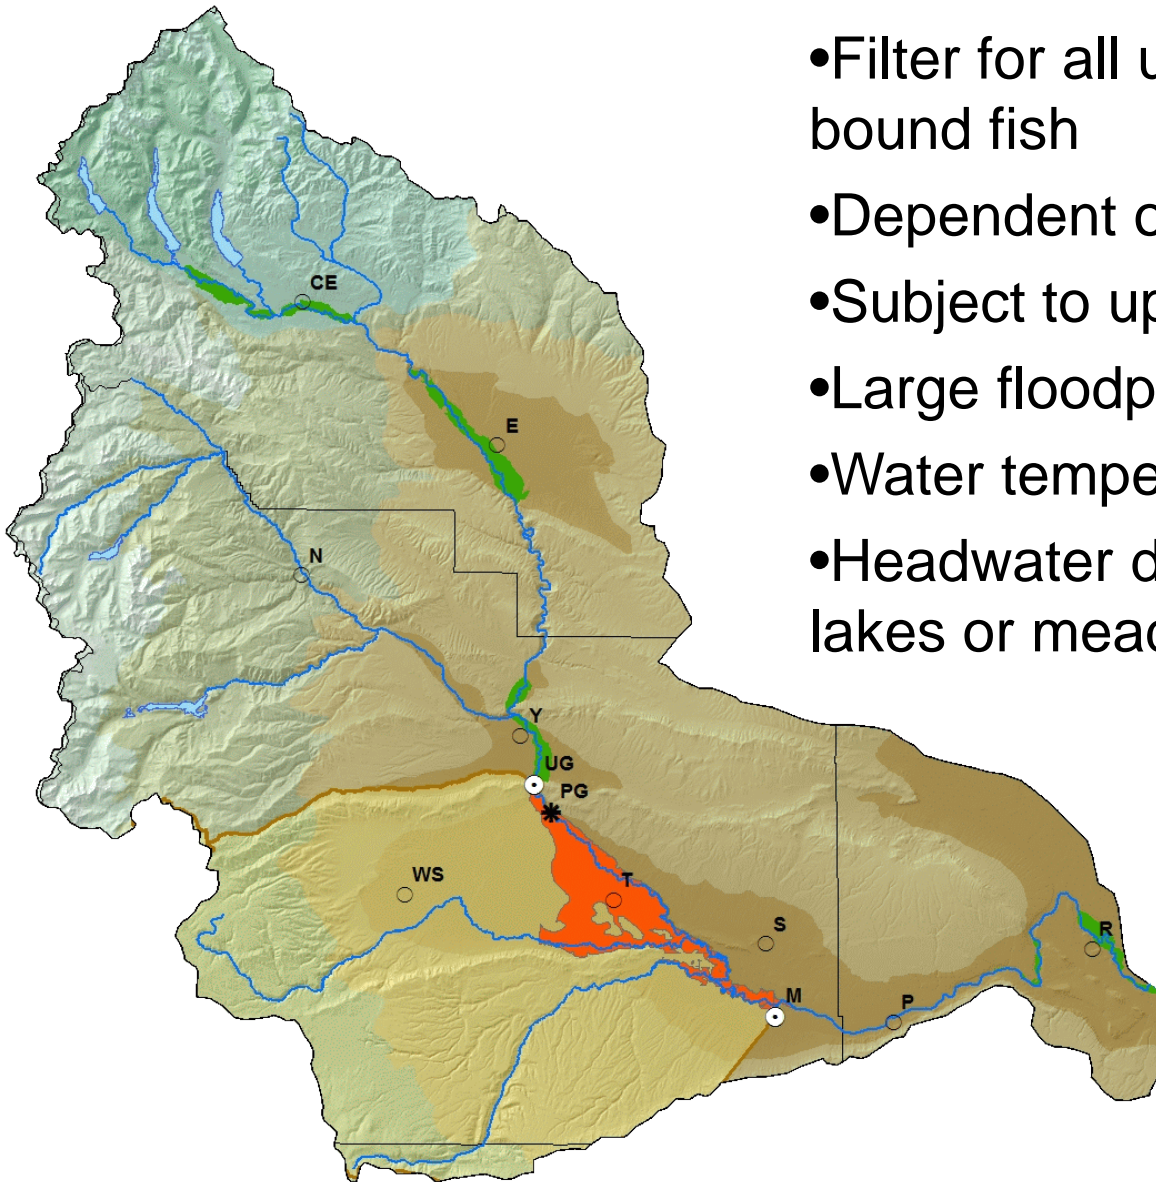 •Filter for all u
bound fish
•Dependent o
•Subject to up
•Large floodp
•Water tempe
•Headwater d
lakes or mead
CE
E
N
Y
UG
PG
WS
T
S
R
M
P